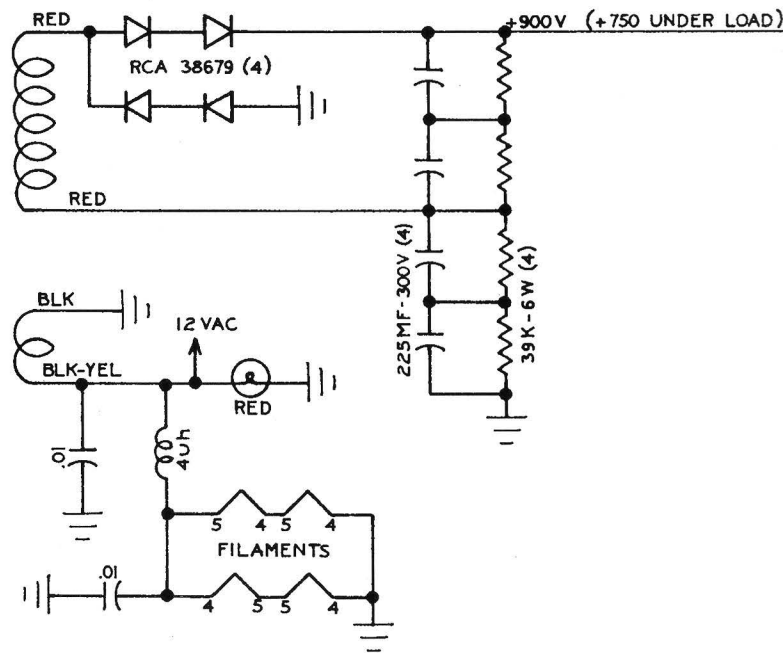 RED
+900V (+750 UNDER LOAD)
RCA 38679 (4)
RED
225MF-300V (4)
39K-6W (4)
BLK
12 VAC
BLK-YEL
RED
.01
4Uh
5 4 5 4
FILAMENTS
.01
4 5 5 4